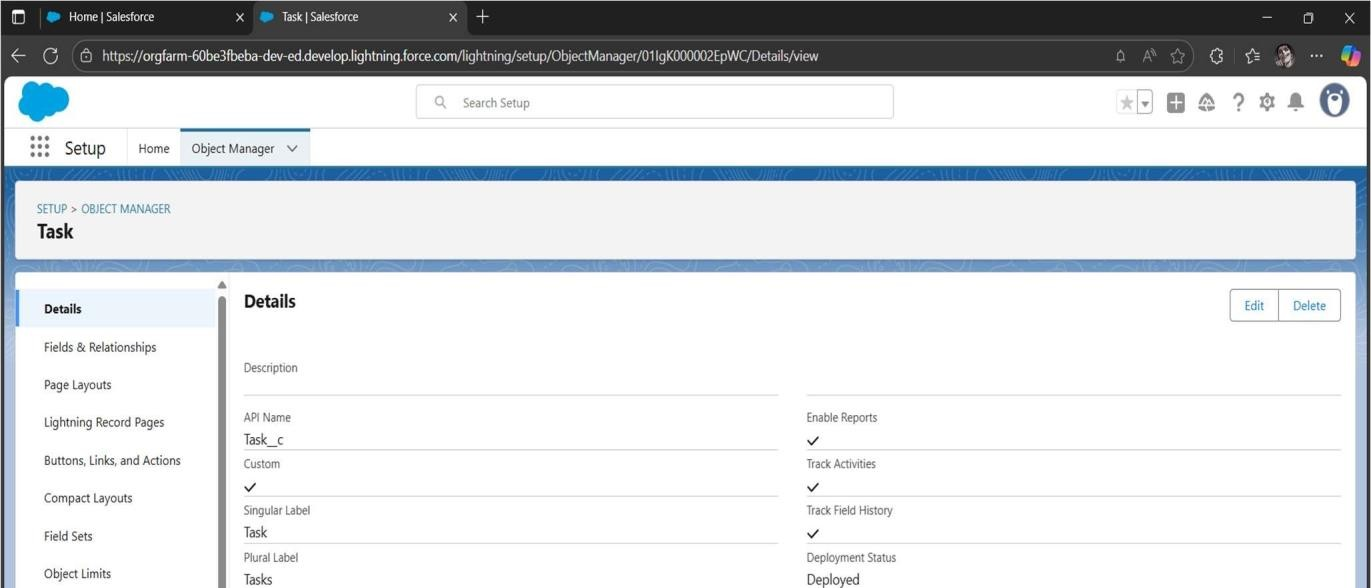 Home | Salesforce
Task | Salesforce
https://orgfarm-60be3fbeba-dev-ed.develop.lightning.force.com/lightning/setup/ObjectManager/01IgK000002EpWC/Details/view
Search Setup
Setup
Home
Object Manager
SETUP > OBJECT MANAGER
Task
Details
Fields & Relationships
Page Layouts
Lightning Record Pages
Buttons, Links, and Actions
Compact Layouts
Field Sets
Object Limits
Details
Edit
Delete
Description
API Name
Task__c
Custom
Singular Label
Task
Plural Label
Tasks
Enable Reports
Track Activities
Track Field History
Deployment Status
Deployed